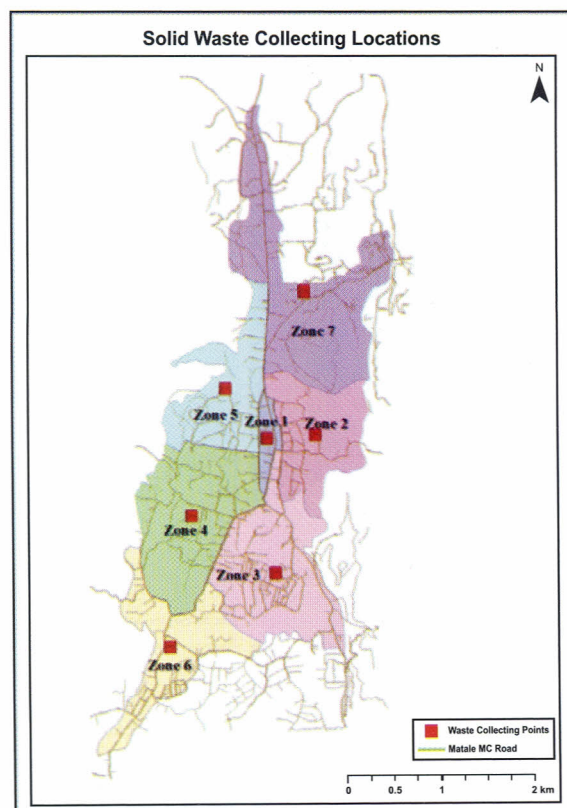 Solid Waste Collecting Locations
N
Zone 7
Zone 5
Zone 1
Zone 2
Zone 4
Zone 3
Zone 6
Waste Collecting Points
Matale MC Road
0 0.5 1 2 km